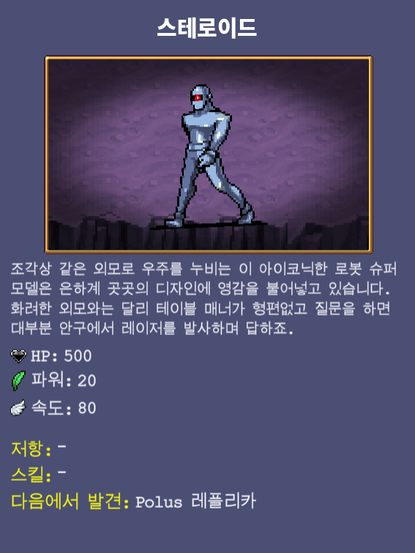 스테로이드
조각상 같은 외모로 우주를 누비는 이 아이코닉한 로봇 슈퍼
모델은 은하계 곳곳의 디자인에 영감을 불어넣고 있습니다.
화려한 외모와는 달리 테이블 매너가 형편없고 질문을 하면
대부분 안구에서 레이저를 발사하며 답하죠.
HP: 500
파워: 20
속도: 80
저항: -
스킬: -
다음에서 발견: Polus 레플리카